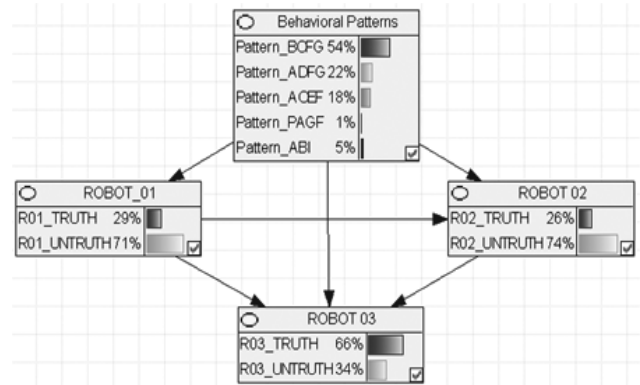 Behavioral Patterns
Pattern_BCFG 54%
Pattern_ADFG 22%
Pattern_ACEF 18%
Pattern_PAGF 1%
Pattern_ABI 5%
ROBOT_01
R01_TRUTH 29%
R01_UNTRUTH 71%
ROBOT 02
R02_TRUTH 26%
R02_UNTRUTH 74%
ROBOT 03
R03_TRUTH 66%
R03_UNTRUTH 34%